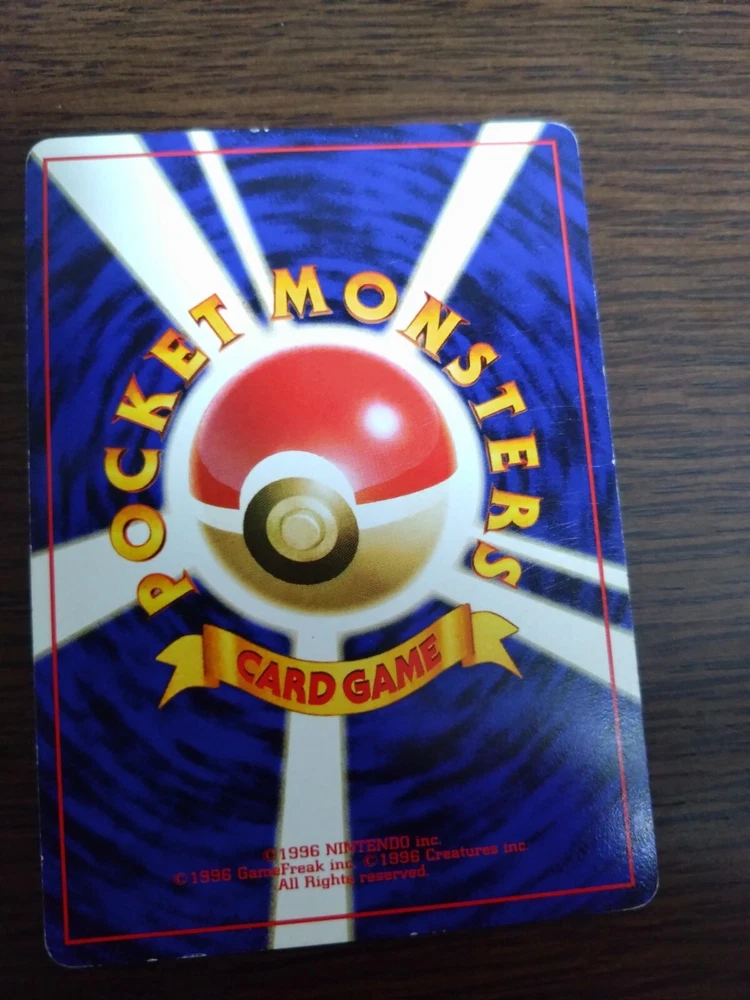 POCKET MONSTERS
CARD GAME
©1996 NINTENDO inc.
©1996 GameFreak inc. ©1996 Creatures inc.
All Rights reserved.